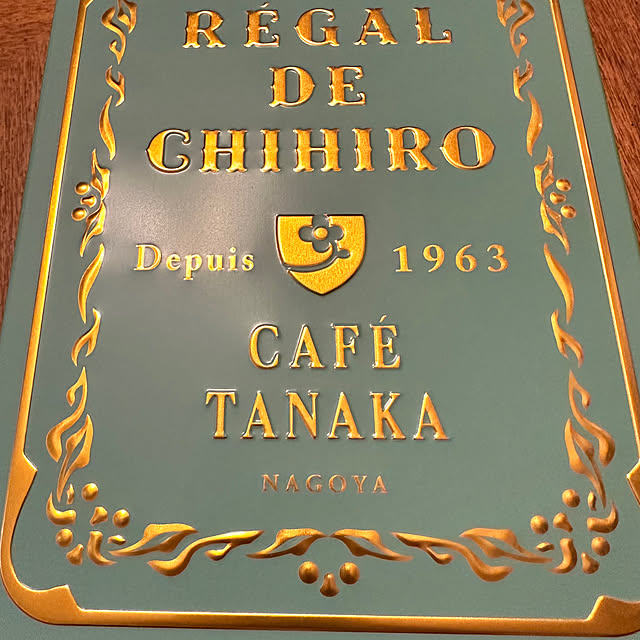 RÉGAL
DE
CHIHIRO
Depuis 1963
CAFÉ
TANAKA
NAGOYA